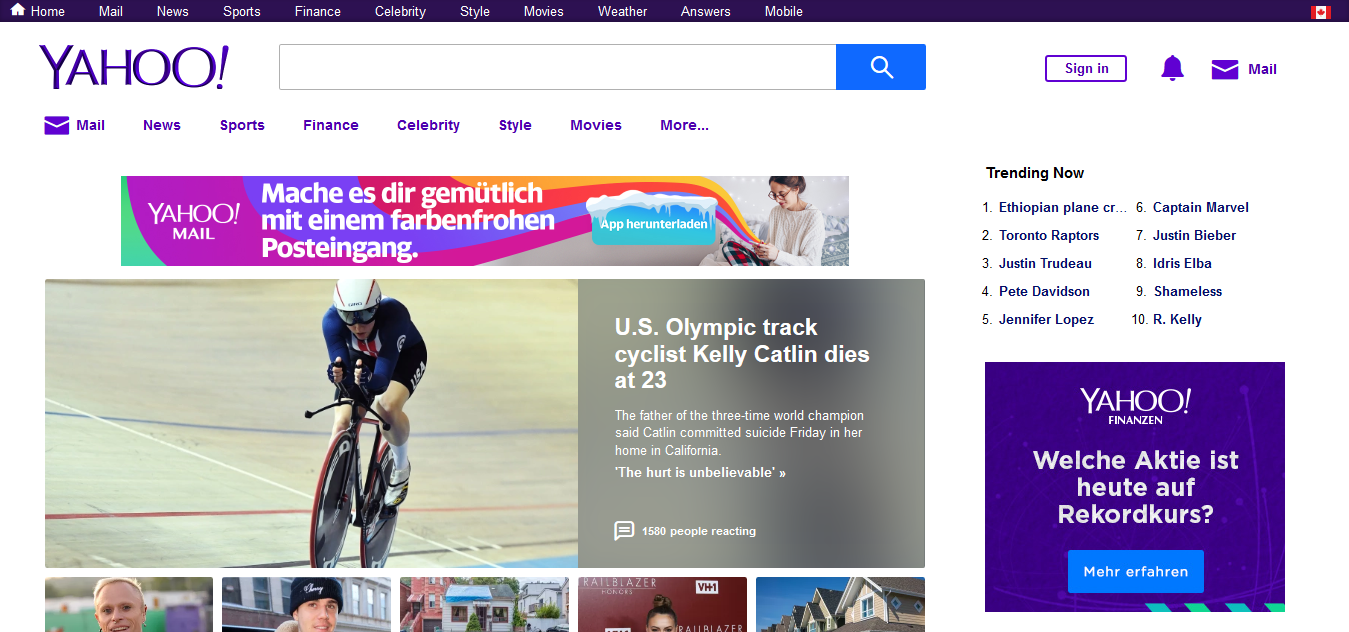 Home Mail News Sports Finance Celebrity Style Movies Weather Answers Mobile
YAHOO!
Sign in
Mail
Mail News Sports Finance Celebrity Style Movies More...
YAHOO!
MAIL
Mache es dir gemütlich
mit einem farbenfrohen
Posteingang.
App herunterladen
U.S. Olympic track
cyclist Kelly Catlin dies
at 23
The father of the three-time world champion
said Catlin committed suicide Friday in her
home in California.
'The hurt is unbelievable' »
1580 people reacting
USA
Trending Now
1. Ethiopian plane cr...
2. Toronto Raptors
3. Justin Trudeau
4. Pete Davidson
5. Jennifer Lopez
6. Captain Marvel
7. Justin Bieber
8. Idris Elba
9. Shameless
10. R. Kelly
YAHOO!
FINANZEN
Welche Aktie ist
heute auf
Rekordkurs?
Mehr erfahren
RAILBLAZER
HONORS
VH1
RAILBLAZER